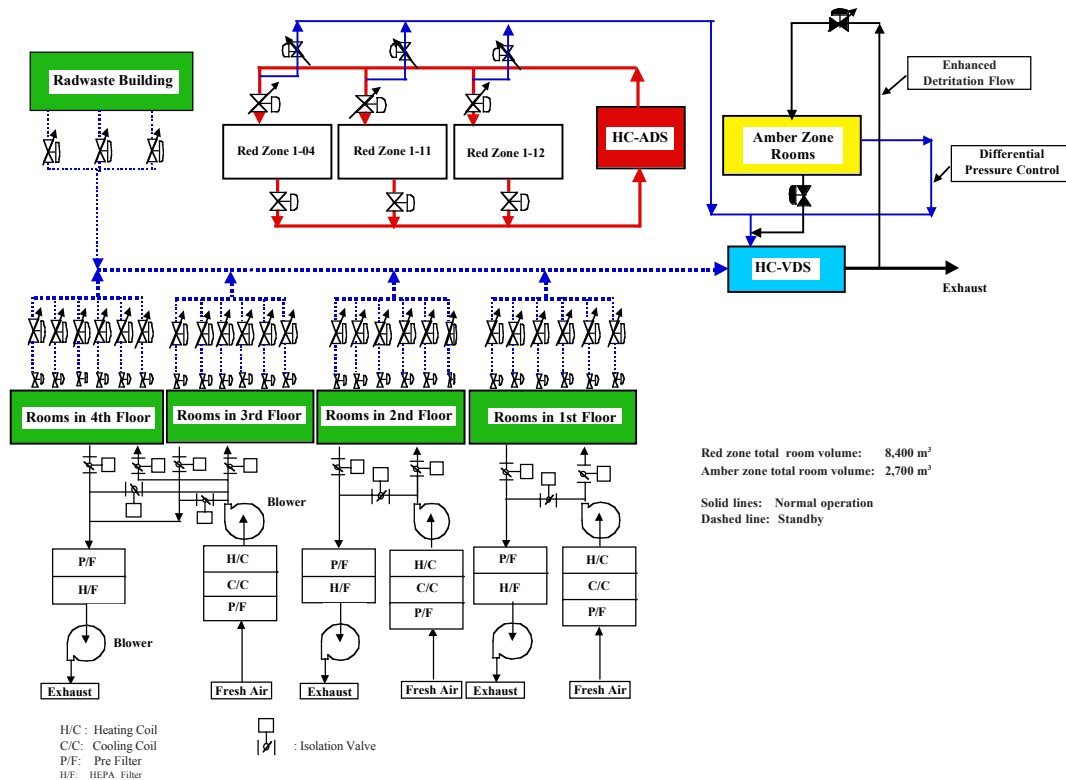 Radwaste Building
Red Zone 1-04
Red Zone 1-11
Red Zone 1-12
HC-ADS
Amber Zone
Rooms
Enhanced
Detritation Flow
Differential
Pressure Control
HC-VDS
Exhaust
Rooms in 4th Floor
Rooms in 3rd Floor
Rooms in 2nd Floor
Rooms in 1st Floor
Red zone total room volume: 8,400 m³
Amber zone total room volume: 2,700 m³
Solid lines: Normal operation
Dashed line: Standby
Blower
P/F
H/F
H/C
C/C
P/F
P/F
H/F
H/C
C/C
P/F
P/F
H/F
H/C
C/C
P/F
Blower
Exhaust
Fresh Air
Exhaust
Fresh Air
Exhaust
Fresh Air
H/C : Heating Coil
C/C: Cooling Coil
P/F: Pre Filter
H/F: HEPA Filter
: Isolation Valve